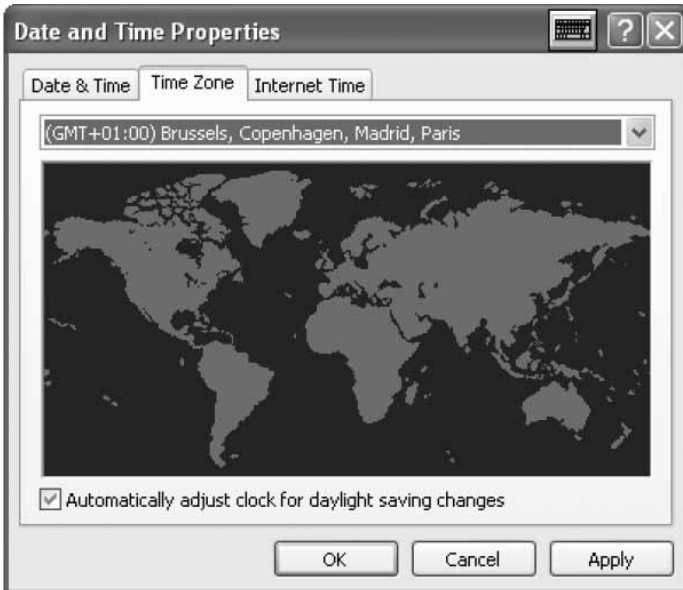 Date and Time Properties
Date & Time Time Zone Internet Time
(GMT+01:00) Brussels, Copenhagen, Madrid, Paris
Automatically adjust clock for daylight saving changes
OK Cancel Apply